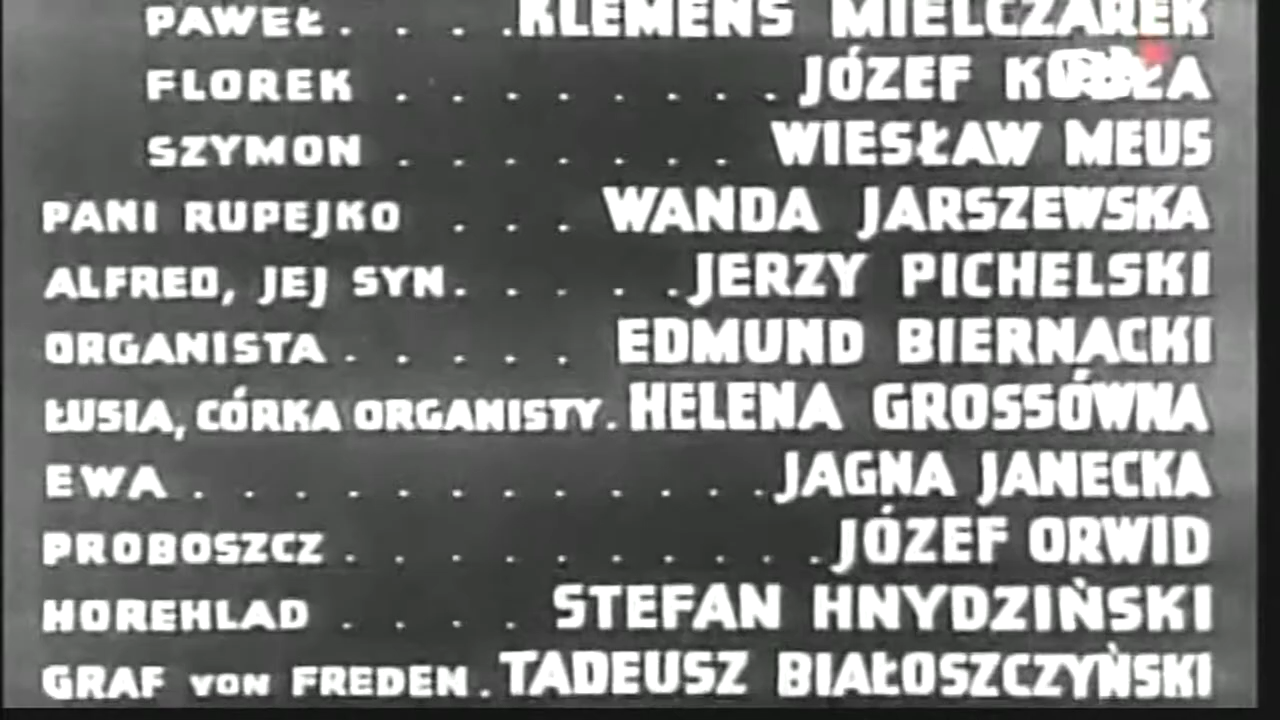 PAWEŁ. . . .KLEMENS MIELCZAREK
FLOREK . . . . . . . . JÓZEF
SZYMON . . . . . . . WIESŁAW MEUS
PANI RUPEJKO . . . WANDA JARSZEWSKA
ALFRED, JEJ SYN. . . . .JERZY PICHELSKI
ORGANISTA. . . . . EDMUND BIERNACKI
ŁUSIA, CÓRKA ORGANISTY. HELENA GROSSÓWNA
EWA . . . . . . . . . . . .JAGNA JANECKA
PROBOSZCZ . . . . . . . . . .JÓZEF ORWID
HOREHLAD . . . . STEFAN HNYDZIŃSKI
GRAF VON FREDEN.TADEUSZ BIAŁOSZCZYŃSKI